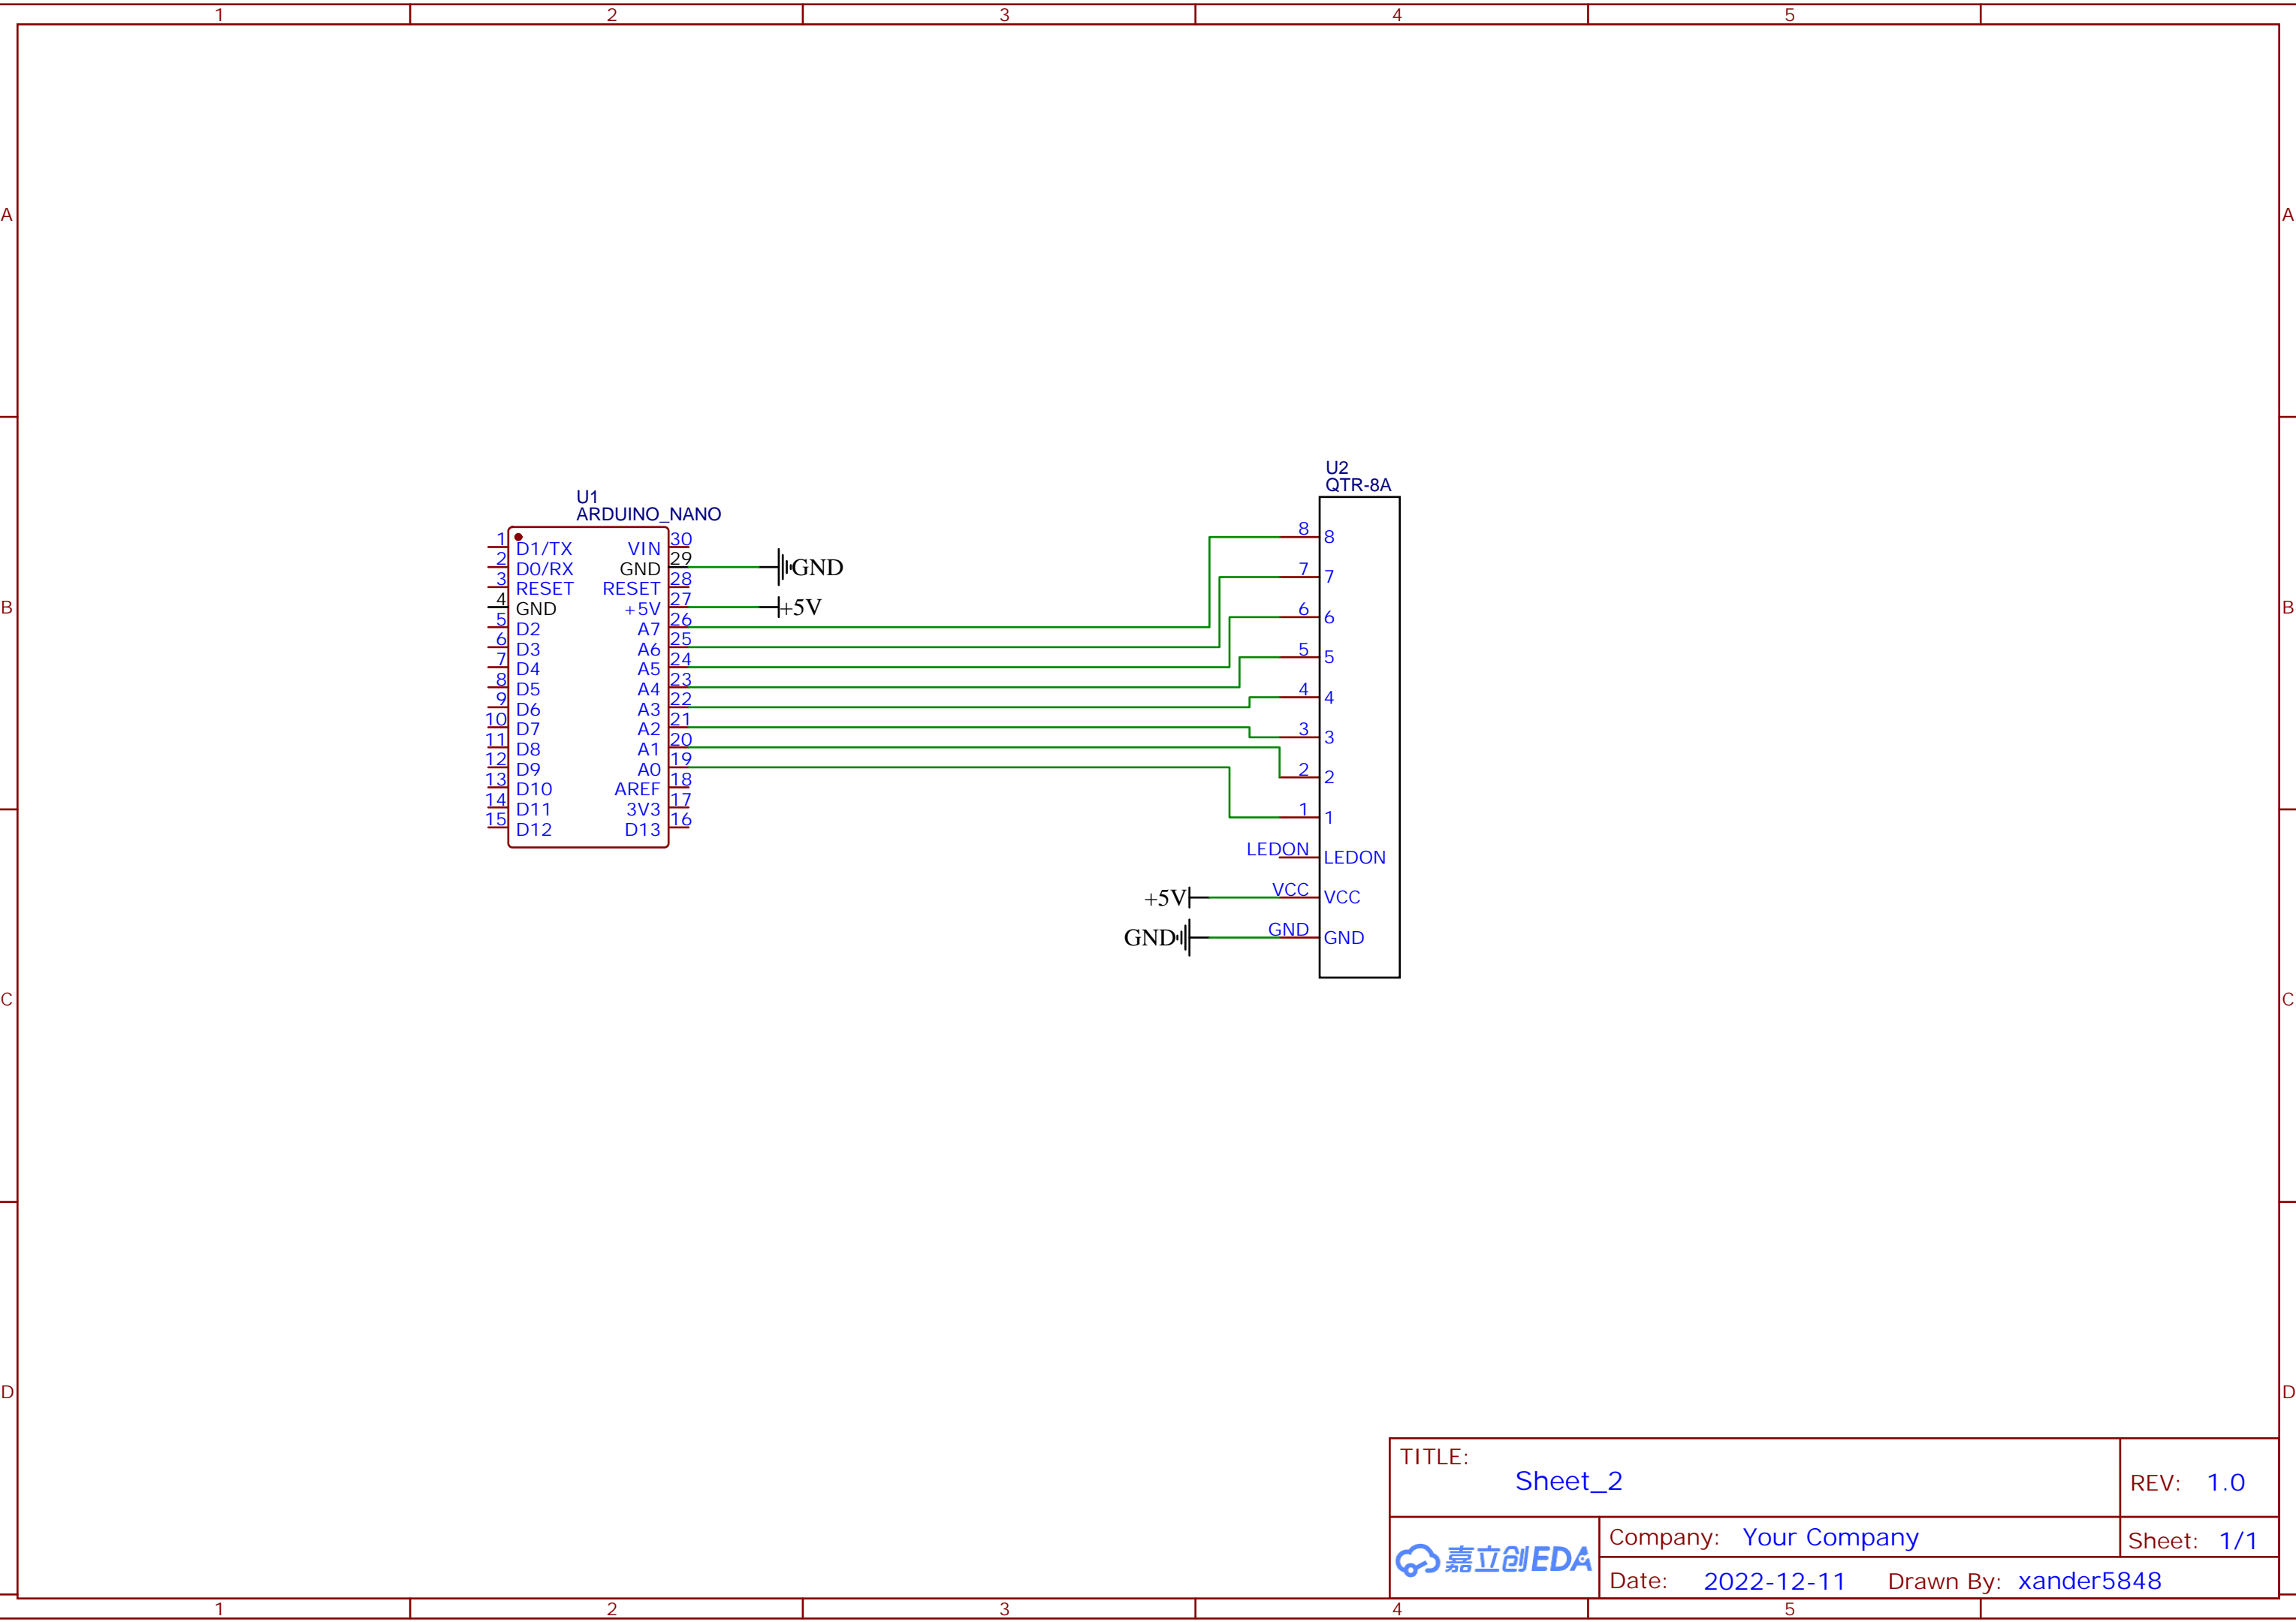 1 2 3 4 5
A A
B B
C C
D D
U1
ARDUINO_NANO
1 D1/TX VIN 30
2 D0/RX GND 29
3 RESET RESET 28
4 GND +5V 27
5 D2 A7 26
6 D3 A6 25
7 D4 A5 24
8 D5 A4 23
9 D6 A3 22
10 D7 A2 21
11 D8 A1 20
12 D9 A0 19
13 D10 AREF 18
14 D11 3V3 17
15 D12 D13 16
GND
+5V
U2
QTR-8A
8 8
7 7
6 6
5 5
4 4
3 3
2 2
1 1
LEDON LEDON
+5V VCC VCC
GND GND GND
TITLE:
Sheet_2
REV: 1.0
嘉立创EDA
Company: Your Company
Sheet: 1/1
Date: 2022-12-11 Drawn By: xander5848
1 2 3 4 5